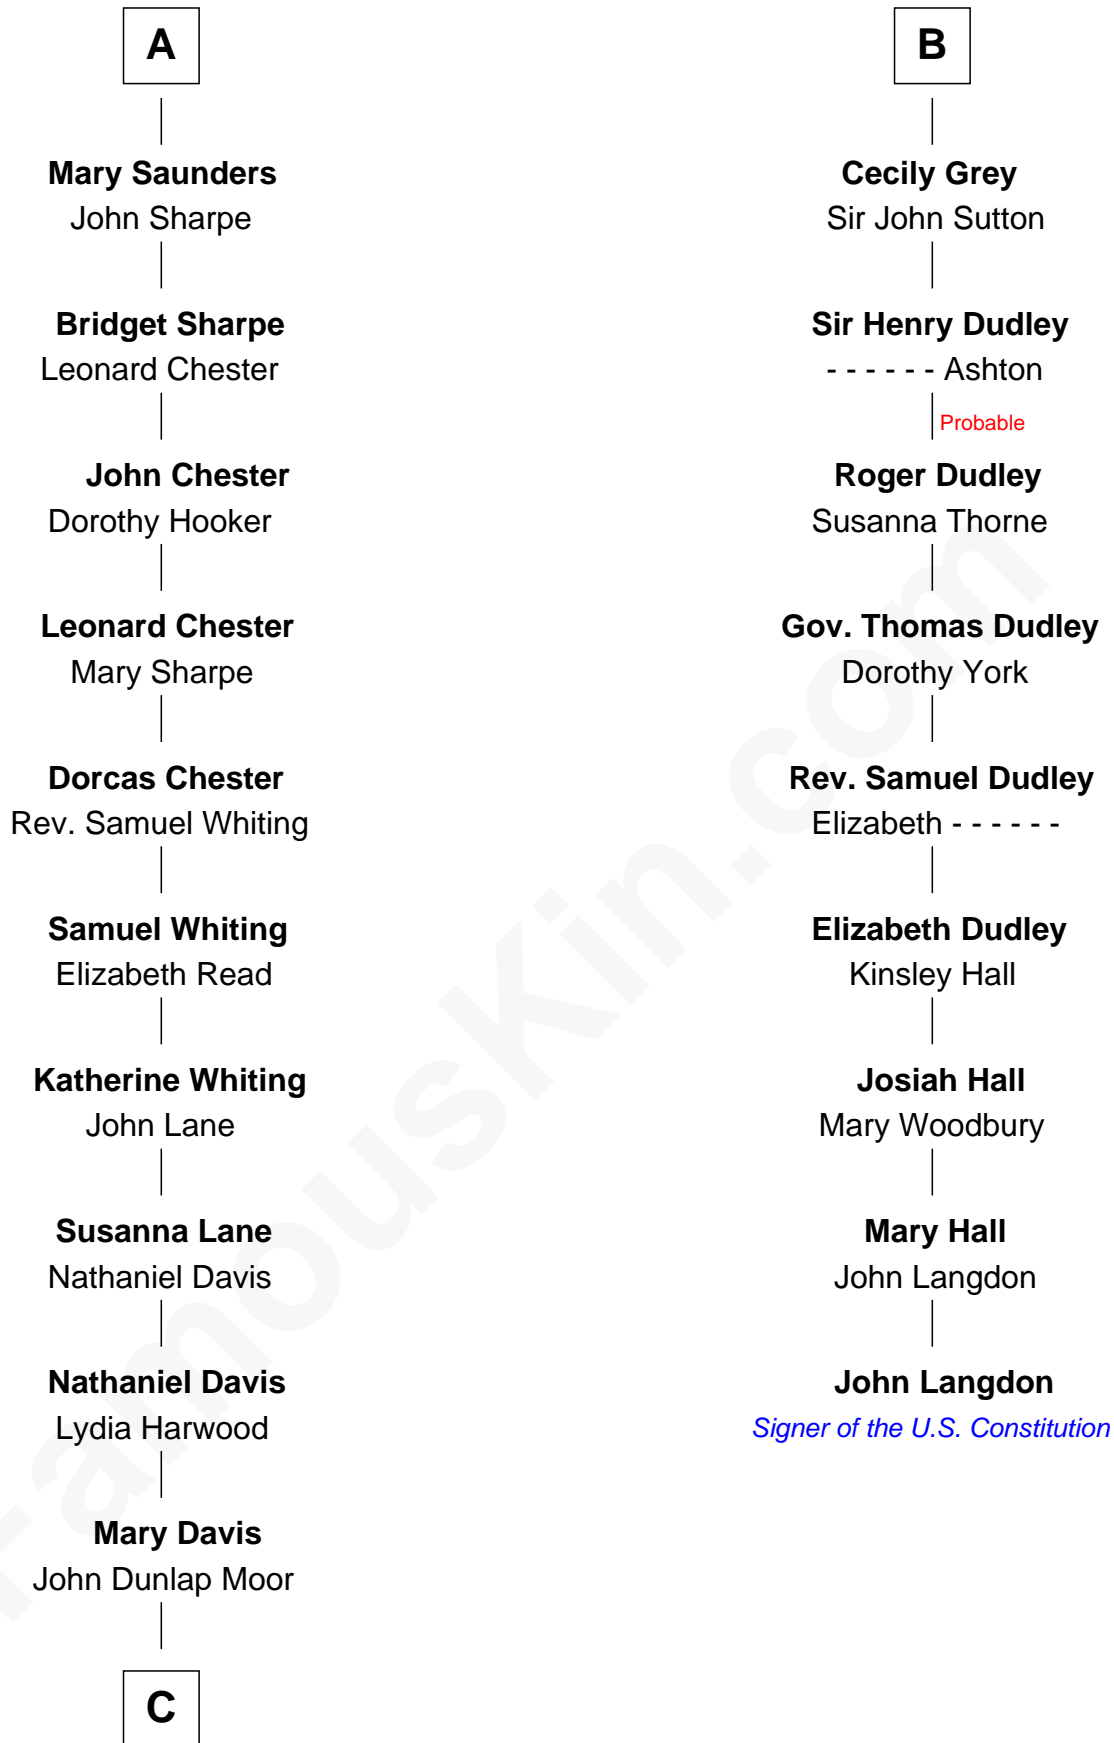 A
Mary Saunders
John Sharpe
Bridget Sharpe
Leonard Chester
John Chester
Dorothy Hooker
Leonard Chester
Mary Sharpe
Dorcas Chester
Rev. Samuel Whiting
Samuel Whiting
Elizabeth Read
Katherine Whiting
John Lane
Susanna Lane
Nathaniel Davis
Nathaniel Davis
Lydia Harwood
Mary Davis
John Dunlap Moor
C
B
Cecily Grey
Sir John Sutton
Sir Henry Dudley
- - - - - - Ashton
Probable
Roger Dudley
Susanna Thorne
Gov. Thomas Dudley
Dorothy York
Rev. Samuel Dudley
Elizabeth - - - - - -
Elizabeth Dudley
Kinsley Hall
Josiah Hall
Mary Woodbury
Mary Hall
John Langdon
John Langdon
Signer of the U.S. Constitution
FamousKin.com